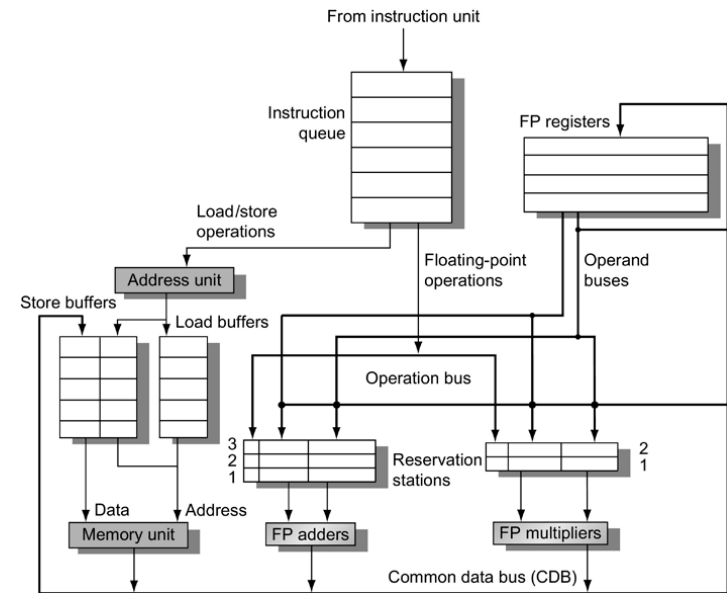 From instruction unit
Instruction
queue
FP registers
Load/store
operations
Floating-point
operations
Operand
buses
Address unit
Store buffers
Load buffers
Operation bus
3
2
1
Reservation
stations
2
1
Data
Address
Memory unit
FP adders
FP multipliers
Common data bus (CDB)